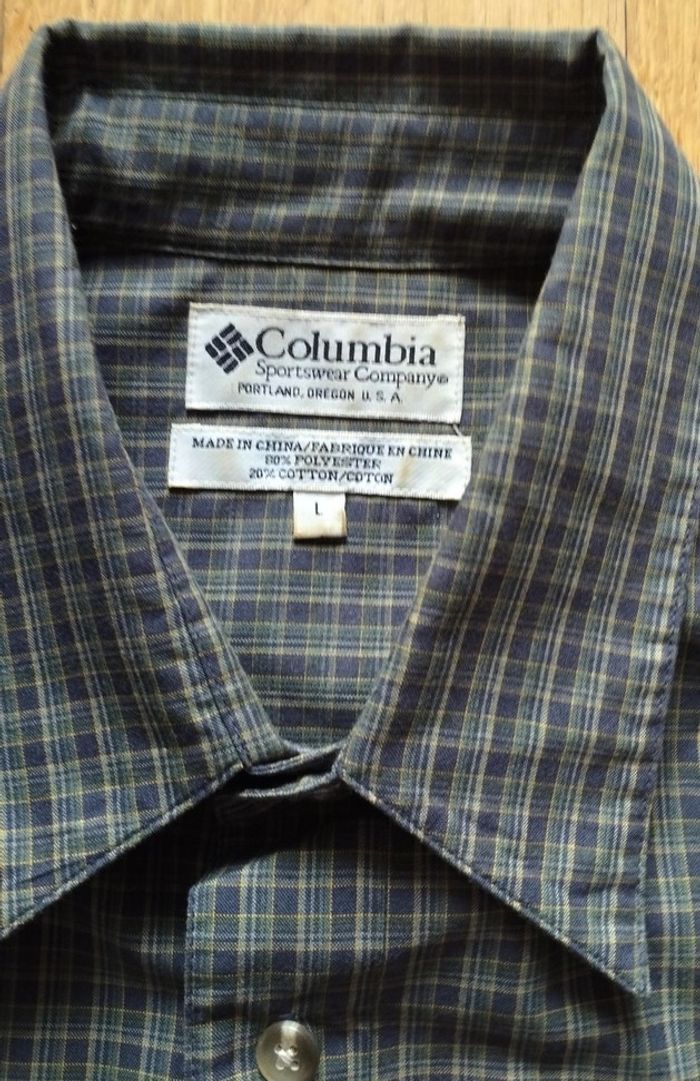 Columbia
Sportswear Company®
PORTLAND, OREGON U.S.A.
MADE IN CHINA/FABRIQUE EN CHINE
80% POLYESTER
20% COTTON/COTON
L